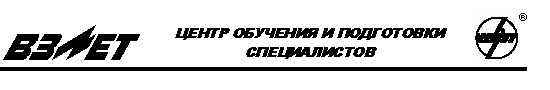 ВЗЛЕТ
ЦЕНТР ОБУЧЕНИЯ И ПОДГОТОВКИ
СПЕЦИАЛИСТОВ
®